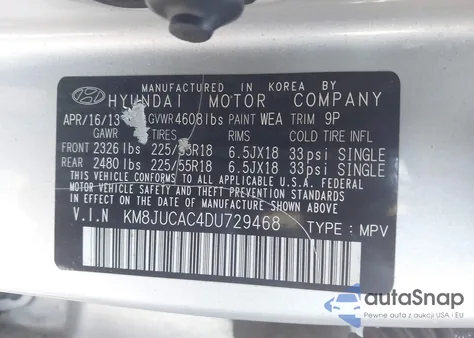 MANUFACTURED IN KOREA BY
HYUNDAI MOTOR COMPANY
APR/16/13 GVWR 4608lbs PAINT WEA TRIM 9P
GAWR TIRES RIMS COLD TIRE INFL
FRONT 2326 lbs 225/55R18 6.5JX18 33psi SINGLE
REAR 2480 lbs 225/55R18 6.5JX18 33psi SINGLE
THIS VEHICLE CONFORMS TO ALL APPLICABLE U.S.A. FEDERAL
MOTOR VEHICLE SAFETY, BUMPER, AND THEFT PREVENTION
STANDARDS IN EFFECT ON THE DATE OF MANUFACTURE SHOWN ABOVE.
V.I.N KM8JUCAC4DU729468 TYPE : MPV
autoSnap
Pewne auta z aukcji USA i EU